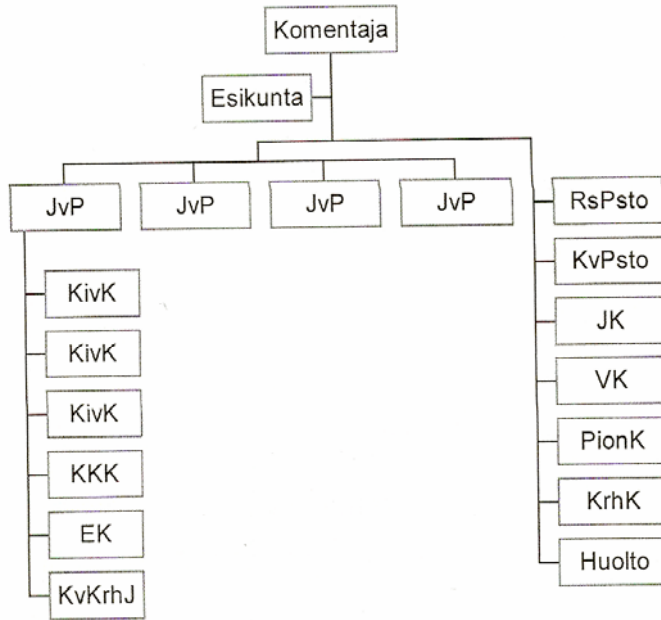 Komentaja
Esikunta
JvP JvP JvP JvP
KivK
KivK
KivK
KKK
EK
KvKrhJ
RsPsto
KvPsto
JK
VK
PionK
KrhK
Huolto